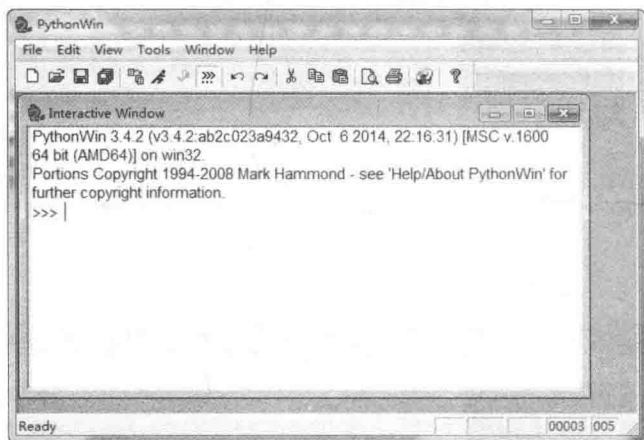 PythonWin
File Edit View Tools Window Help
Interactive Window
PythonWin 3.4.2 (v3.4.2:ab2c023a9432, Oct 6 2014, 22:16:31) [MSC v.1600
64 bit (AMD64)] on win32.
Portions Copyright 1994-2008 Mark Hammond - see 'Help/About PythonWin' for
further copyright information.
>>>
Ready 00003 005